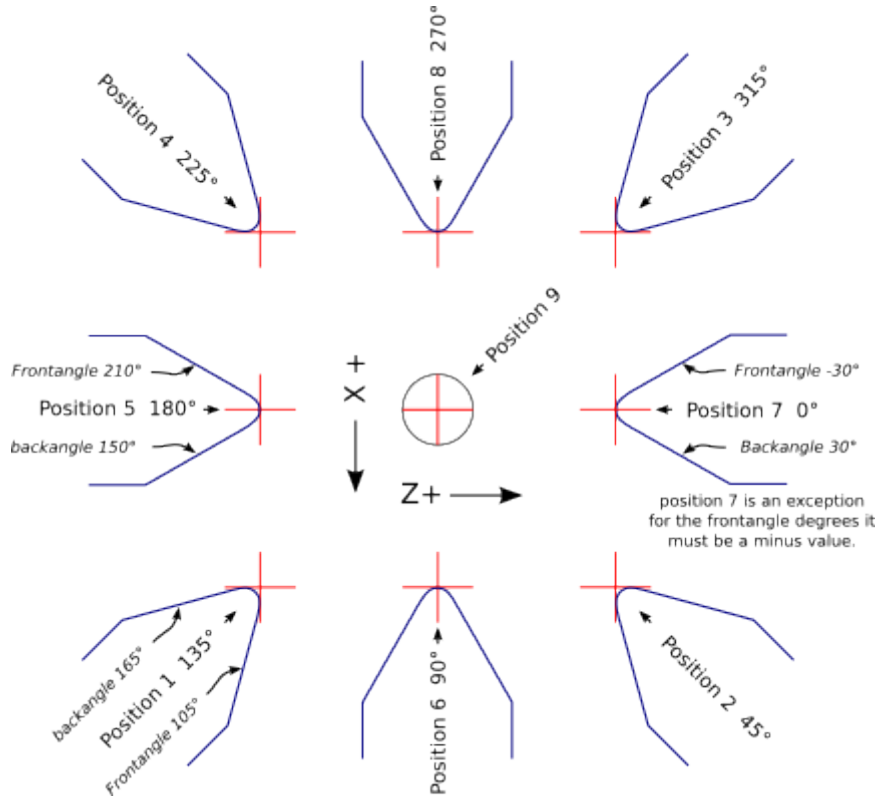 Position 4 225°
Position 8 270°
Position 3 315°
Frontangle 210°
Position 5 180°
backangle 150°
X +
Position 9
Z+
Frontangle -30°
Position 7 0°
Backangle 30°
position 7 is an exception
for the frontangle degrees it
must be a minus value.
backangle 165°
Position 1 135°
Frontangle 105°
Position 6 90°
Position 2 45°